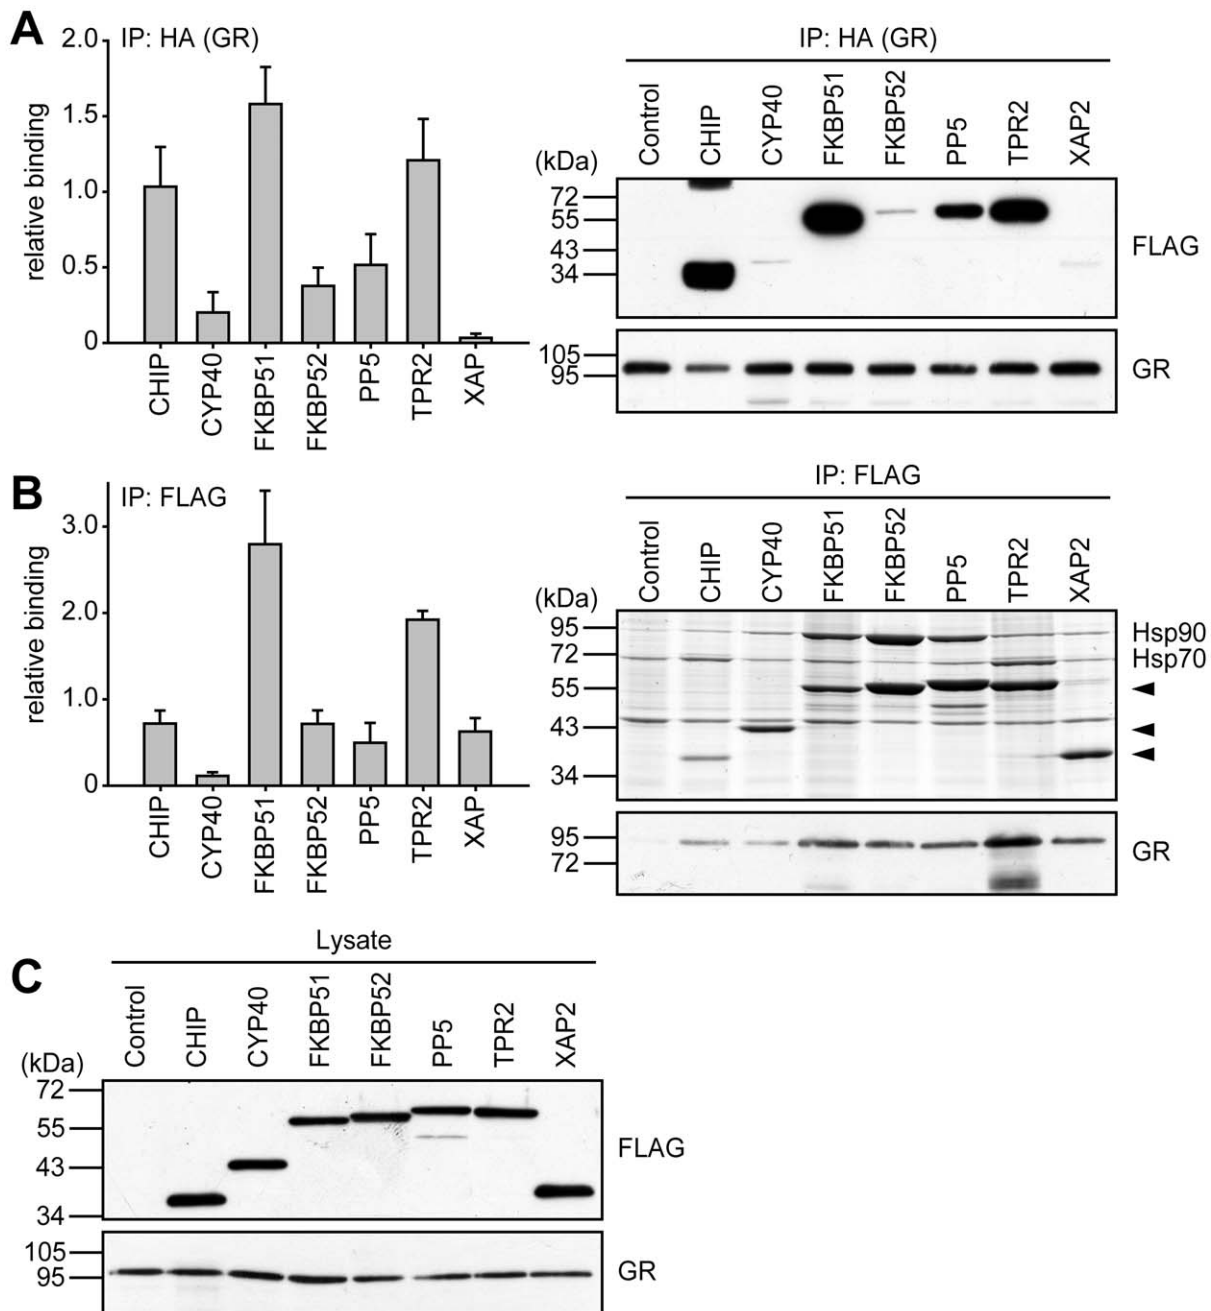 A
IP: HA (GR)
relative binding
2.0
1.5
1.0
0.5
0
CHIP
CYP40
FKBP51
FKBP52
PP5
TPR2
XAP
IP: HA (GR)
Control
CHIP
CYP40
FKBP51
FKBP52
PP5
TPR2
XAP2
(kDa)
72
55
43
34
FLAG
105
95
GR
B
IP: FLAG
relative binding
3.0
2.0
1.0
0
CHIP
CYP40
FKBP51
FKBP52
PP5
TPR2
XAP
IP: FLAG
Control
CHIP
CYP40
FKBP51
FKBP52
PP5
TPR2
XAP2
(kDa)
95
72
55
43
34
Hsp90
Hsp70
95
72
GR
C
Lysate
Control
CHIP
CYP40
FKBP51
FKBP52
PP5
TPR2
XAP2
(kDa)
72
55
43
34
FLAG
105
95
GR